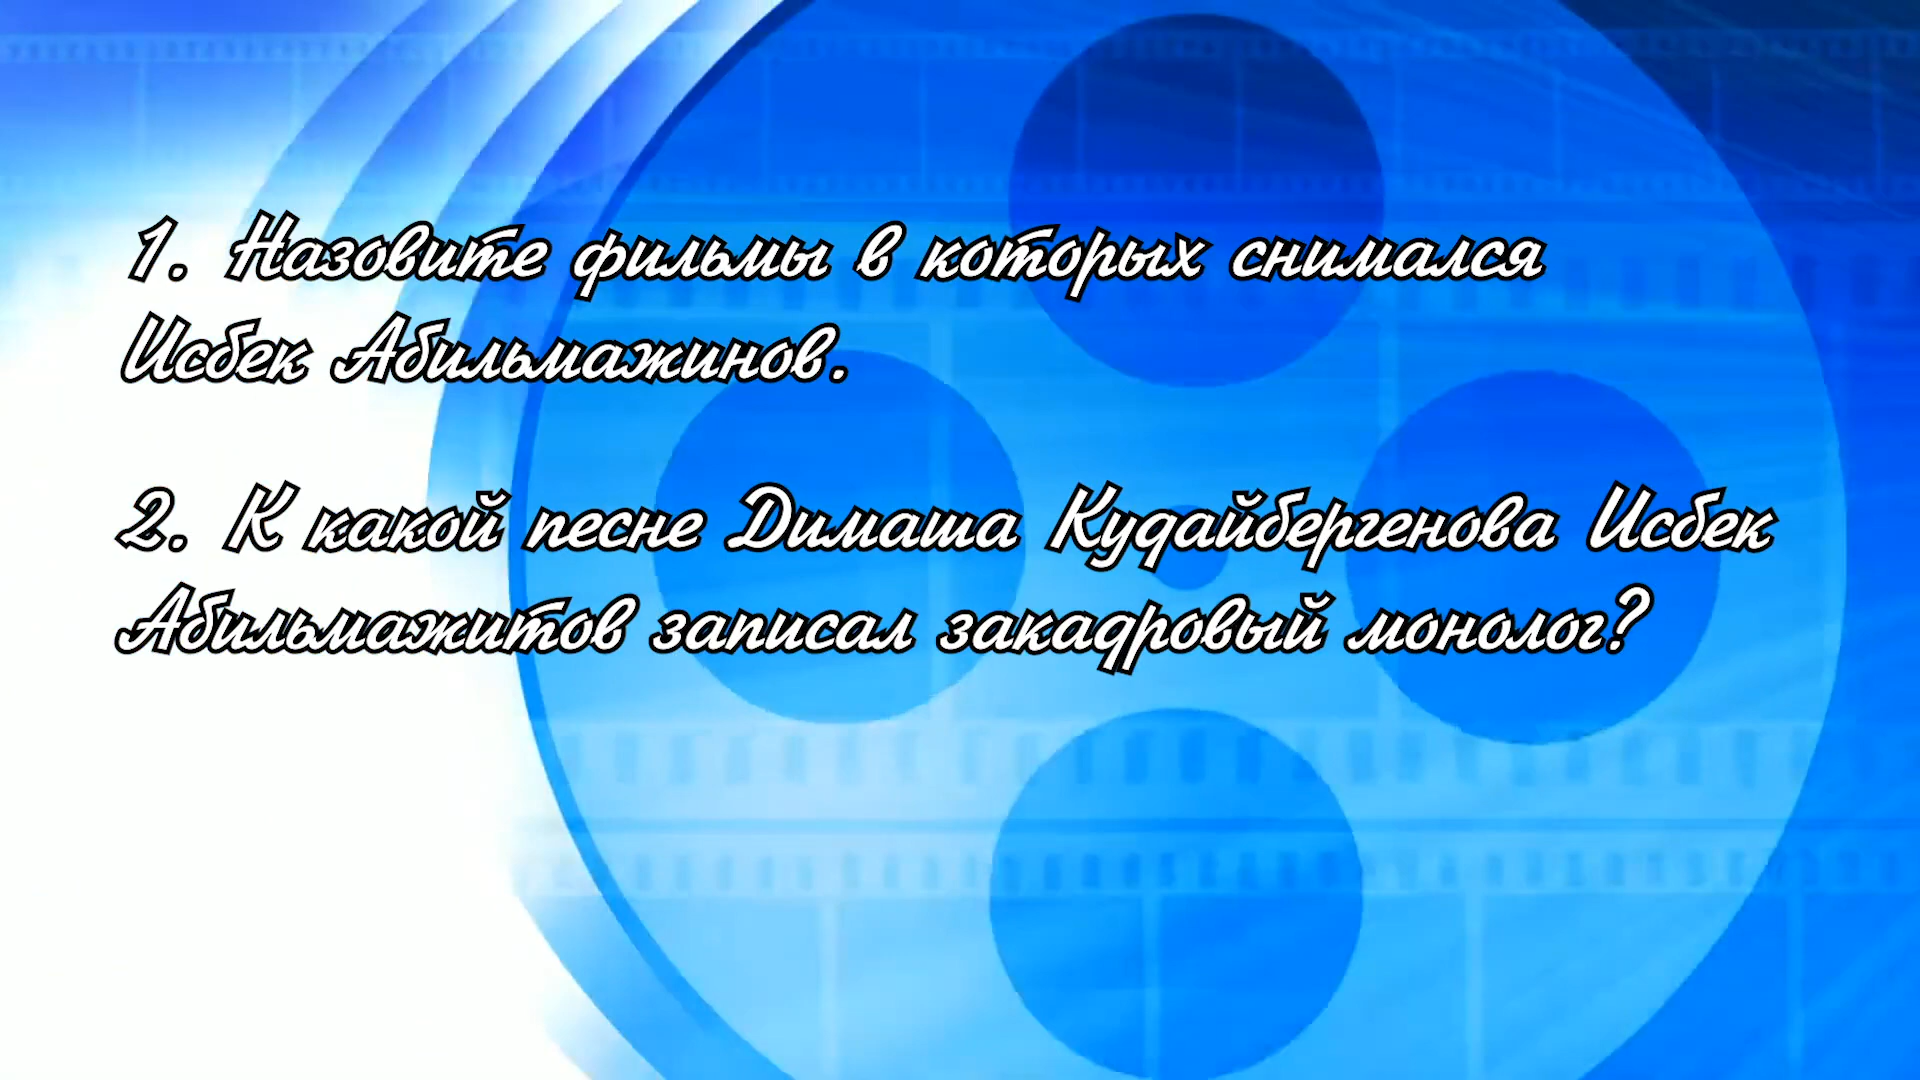 1. Назовите фильмы в которых снимался
Исбек Абильмажинов.
2. К какой песне Димаша Кудайбергенова Исбек
Абильмажитов записал закадровый монолог?